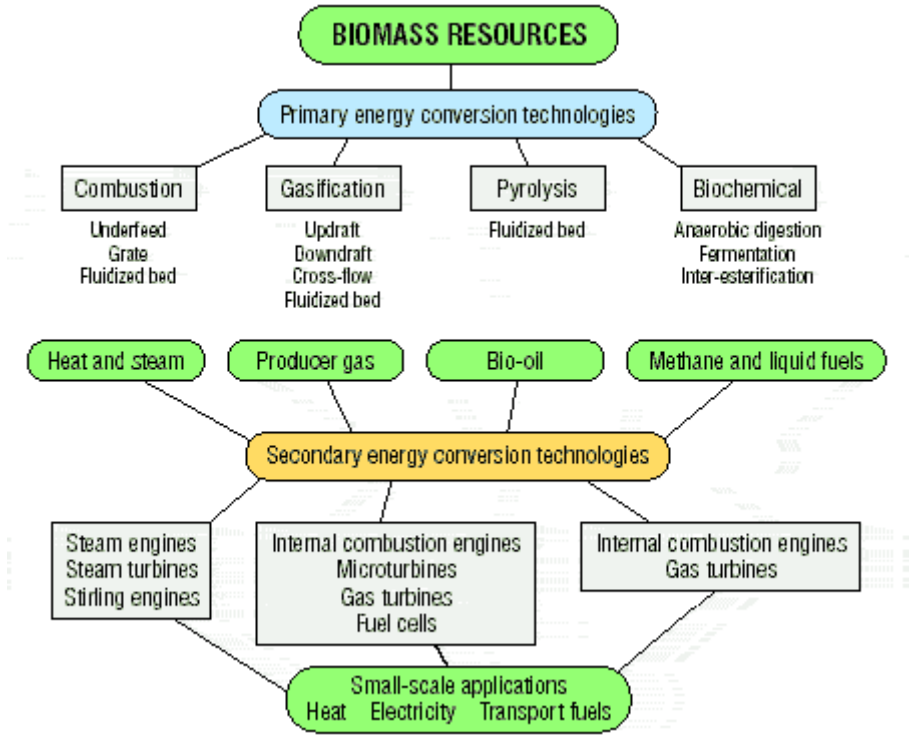 BIOMASS RESOURCES
Primary energy conversion technologies
Combustion
Underfeed
Grate
Fluidized bed
Gasification
Updraft
Downdraft
Cross-flow
Fluidized bed
Pyrolysis
Fluidized bed
Biochemical
Anaerobic digestion
Fermentation
Inter-esterification
Heat and steam
Producer gas
Bio-oil
Methane and liquid fuels
Secondary energy conversion technologies
Steam engines
Steam turbines
Stirling engines
Internal combustion engines
Microturbines
Gas turbines
Fuel cells
Internal combustion engines
Gas turbines
Small-scale applications
Heat Electricity Transport fuels